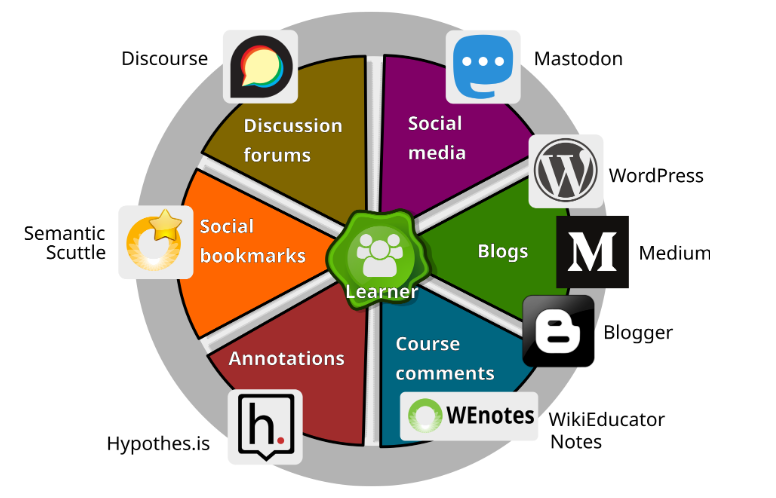 Discourse
Mastodon
Discussion
forums
Social
media
WordPress
Semantic
Scuttle
Social
bookmarks
Blogs
M
Medium
Learner
Blogger
Annotations
Course
comments
h.
WEnotes
WikiEducator
Notes
Hypothes.is